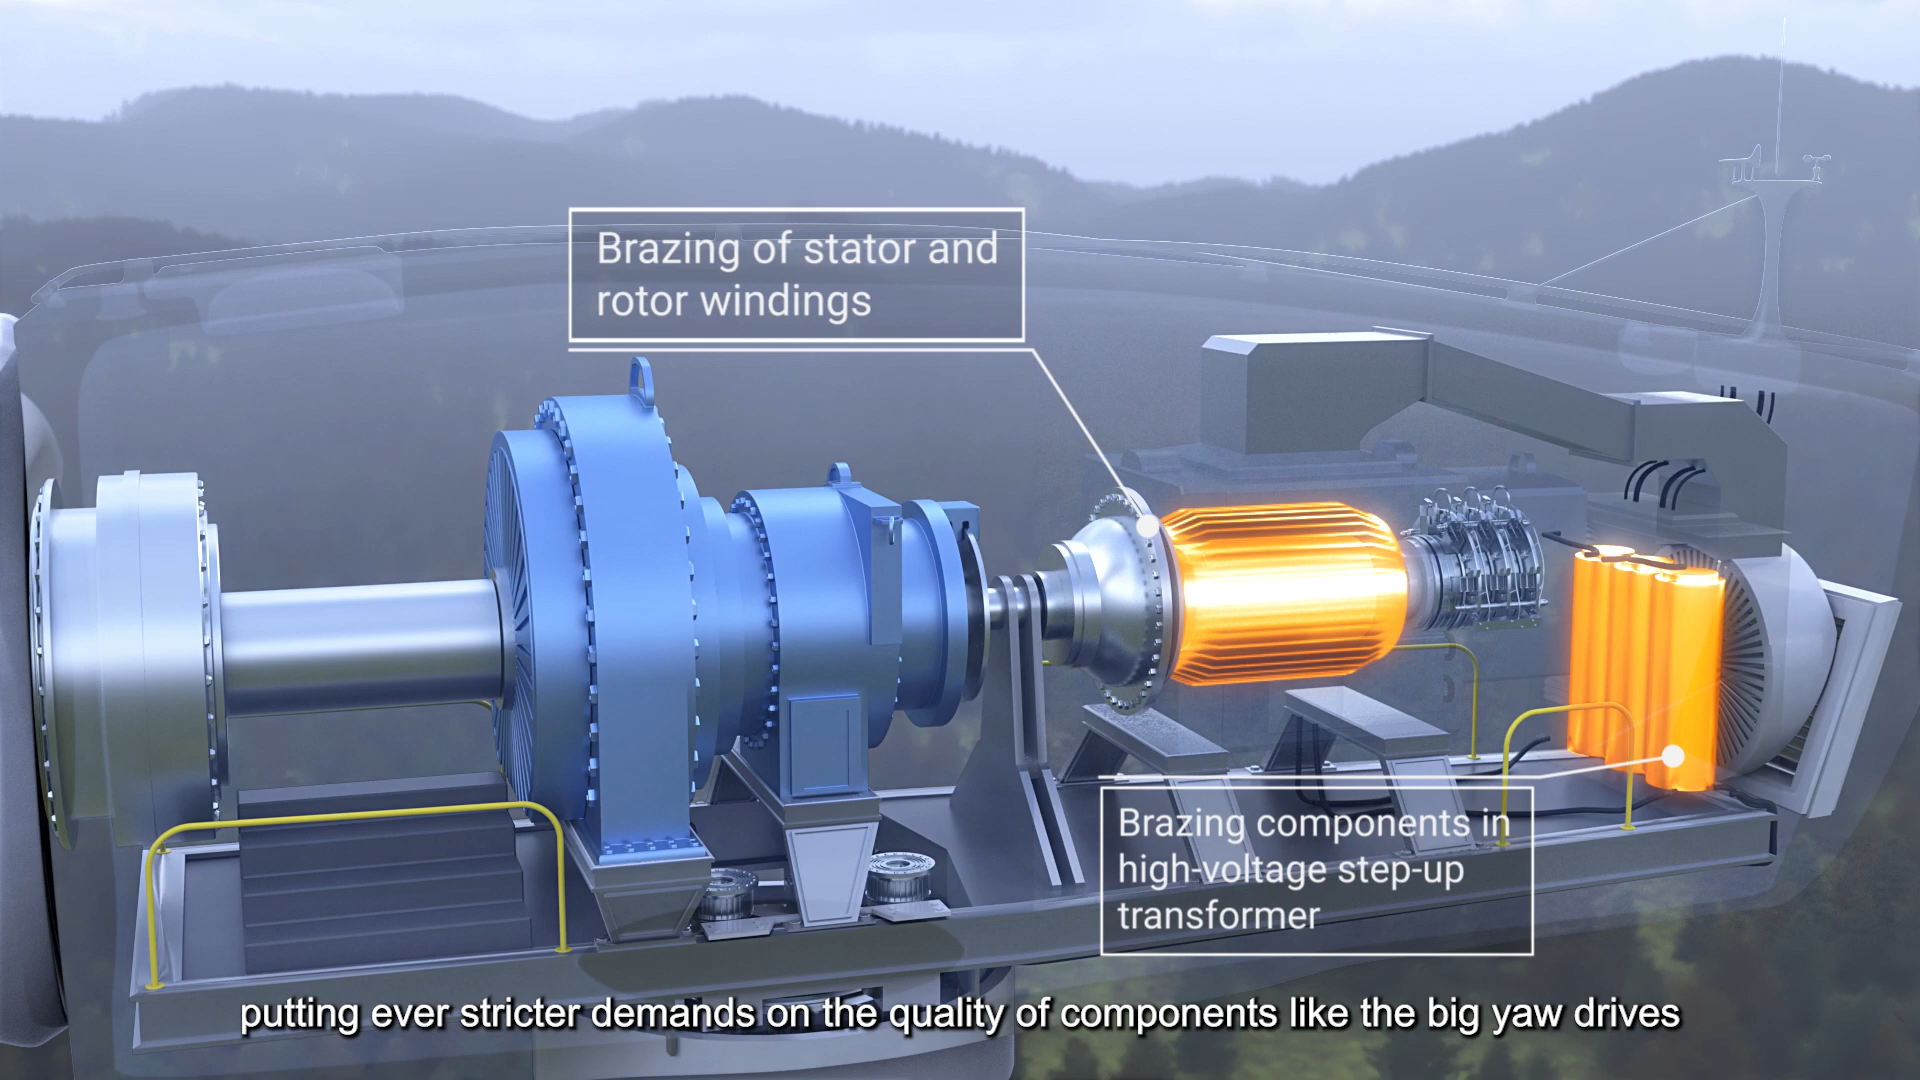 Brazing of stator and
rotor windings
Brazing components in
high-voltage step-up
transformer
putting ever stricter demands on the quality of components like the big yaw drives